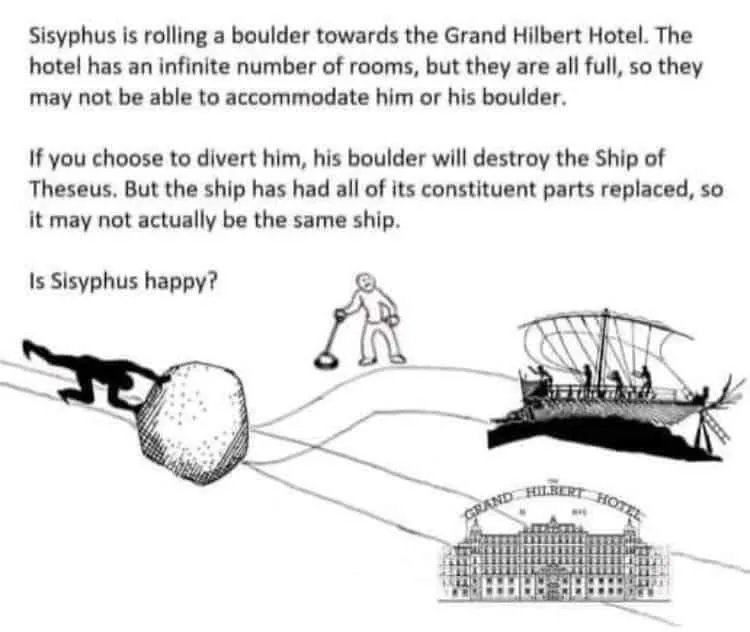 Sisyphus is rolling a boulder towards the Grand Hilbert Hotel. The
hotel has an infinite number of rooms, but they are all full, so they
may not be able to accommodate him or his boulder.
If you choose to divert him, his boulder will destroy the Ship of
Theseus. But the ship has had all of its constituent parts replaced, so
it may not actually be the same ship.
Is Sisyphus happy?
GRAND HILBERT HOTEL